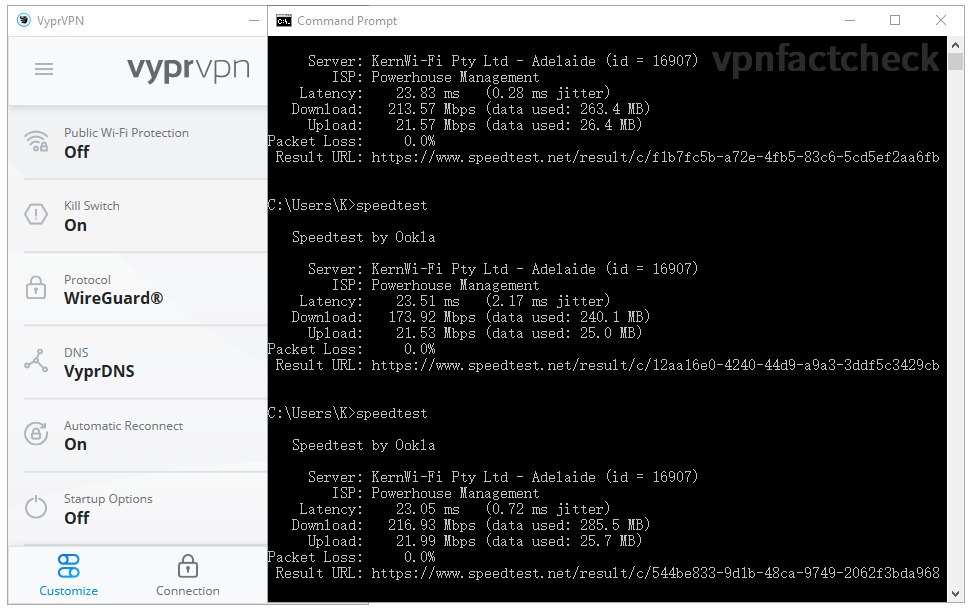 VyprVPN
vyprvpn
Public Wi-Fi Protection
Off
Kill Switch
On
Protocol
WireGuard®
DNS
VyprDNS
Automatic Reconnect
On
Startup Options
Off
Customize
Connection
Command Prompt
vpnfactcheck
Server: KernWi-Fi Pty Ltd - Adelaide (id = 16907)
ISP: Powerhouse Management
Latency: 23.83 ms (0.28 ms jitter)
Download: 213.57 Mbps (data used: 263.4 MB)
Upload: 21.57 Mbps (data used: 26.4 MB)
Packet Loss: 0.0%
Result URL: https://www.speedtest.net/result/c/f1b7fc5b-a72e-4fb5-83c6-5cd5ef2aa6fb
C:\Users\K>speedtest
Speedtest by Ookla
Server: KernWi-Fi Pty Ltd - Adelaide (id = 16907)
ISP: Powerhouse Management
Latency: 23.51 ms (2.17 ms jitter)
Download: 173.92 Mbps (data used: 240.1 MB)
Upload: 21.53 Mbps (data used: 25.0 MB)
Packet Loss: 0.0%
Result URL: https://www.speedtest.net/result/c/12aa16e0-4240-44d9-a9a3-3ddf5c3429cb
C:\Users\K>speedtest
Speedtest by Ookla
Server: KernWi-Fi Pty Ltd - Adelaide (id = 16907)
ISP: Powerhouse Management
Latency: 23.05 ms (0.72 ms jitter)
Download: 216.93 Mbps (data used: 285.5 MB)
Upload: 21.99 Mbps (data used: 25.7 MB)
Packet Loss: 0.0%
Result URL: https://www.speedtest.net/result/c/544be833-9d1b-48ca-9749-2062f3bda968